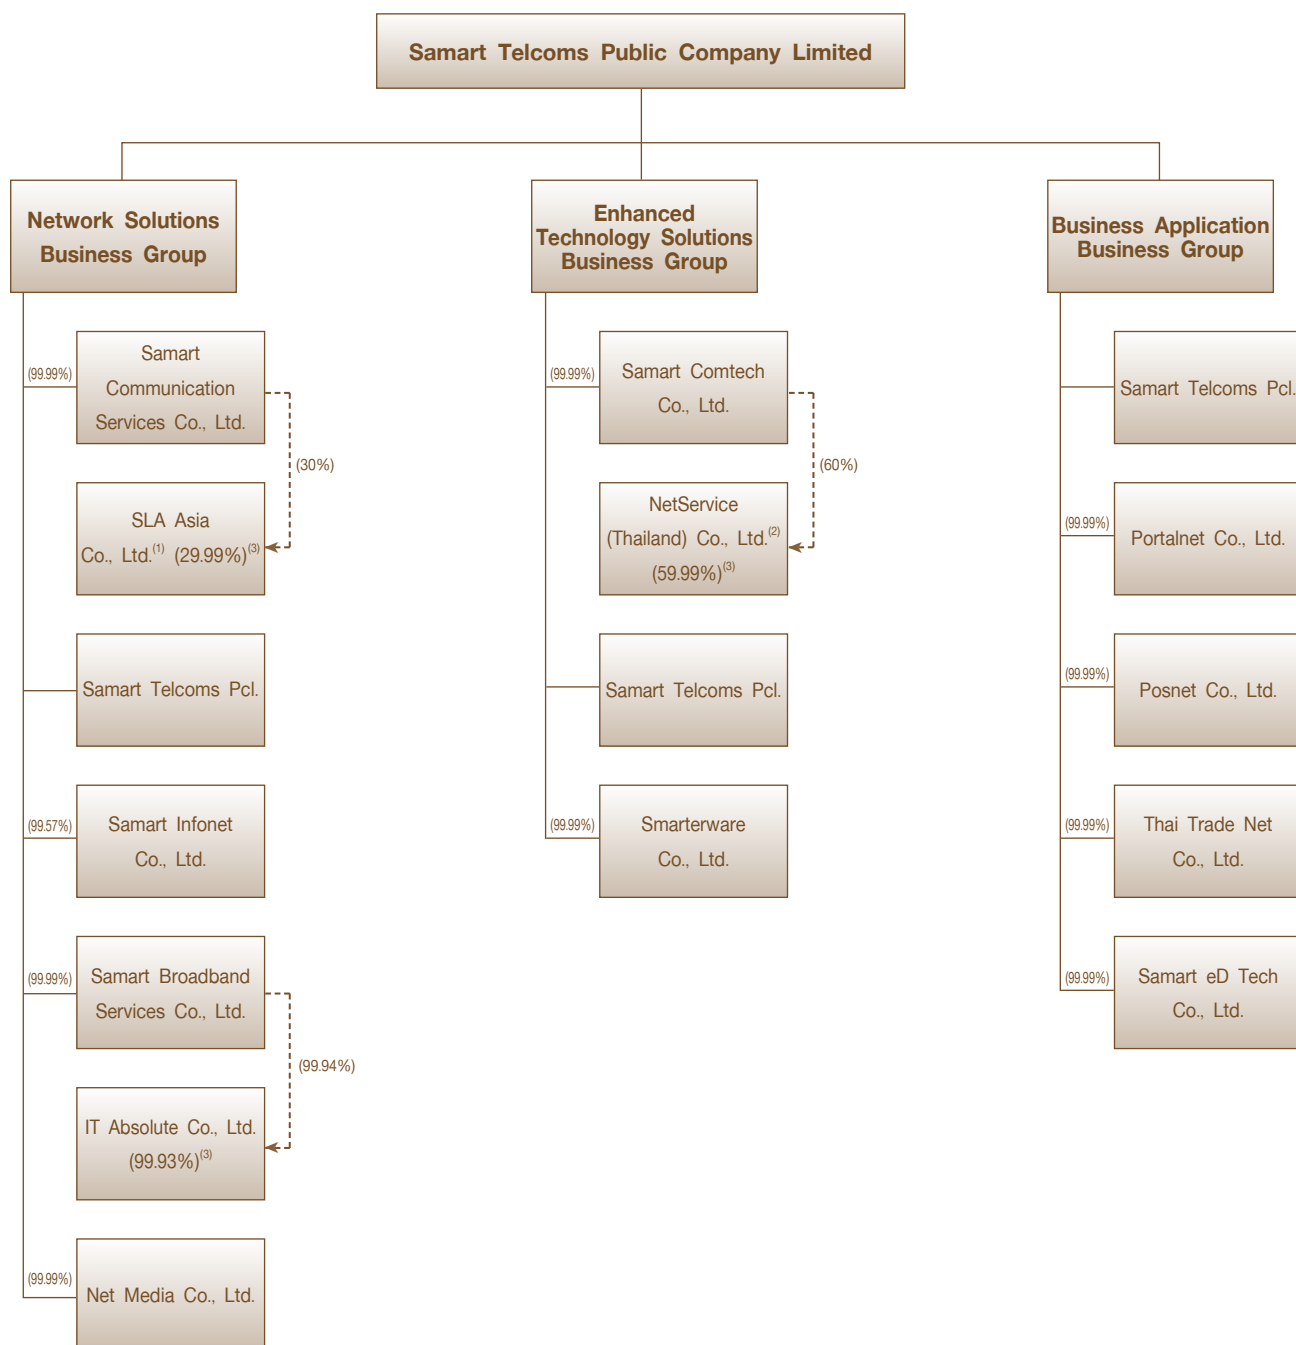 Samart Telcoms Public Company Limited
Network Solutions
Business Group
(99.99%)
Samart
Communication
Services Co., Ltd.
(30%)
SLA Asia
Co., Ltd.(1) (29.99%)(3)
Samart Telcoms Pcl.
(99.57%)
Samart Infonet
Co., Ltd.
(99.99%)
Samart Broadband
Services Co., Ltd.
(99.94%)
IT Absolute Co., Ltd.
(99.93%)(3)
(99.99%)
Net Media Co., Ltd.
Enhanced
Technology Solutions
Business Group
(99.99%)
Samart Comtech
Co., Ltd.
(60%)
NetService
(Thailand) Co., Ltd.(2)
(59.99%)(3)
Samart Telcoms Pcl.
(99.99%)
Smarterware
Co., Ltd.
Business Application
Business Group
Samart Telcoms Pcl.
(99.99%)
Portalnet Co., Ltd.
(99.99%)
Posnet Co., Ltd.
(99.99%)
Thai Trade Net
Co., Ltd.
(99.99%)
Samart eD Tech
Co., Ltd.